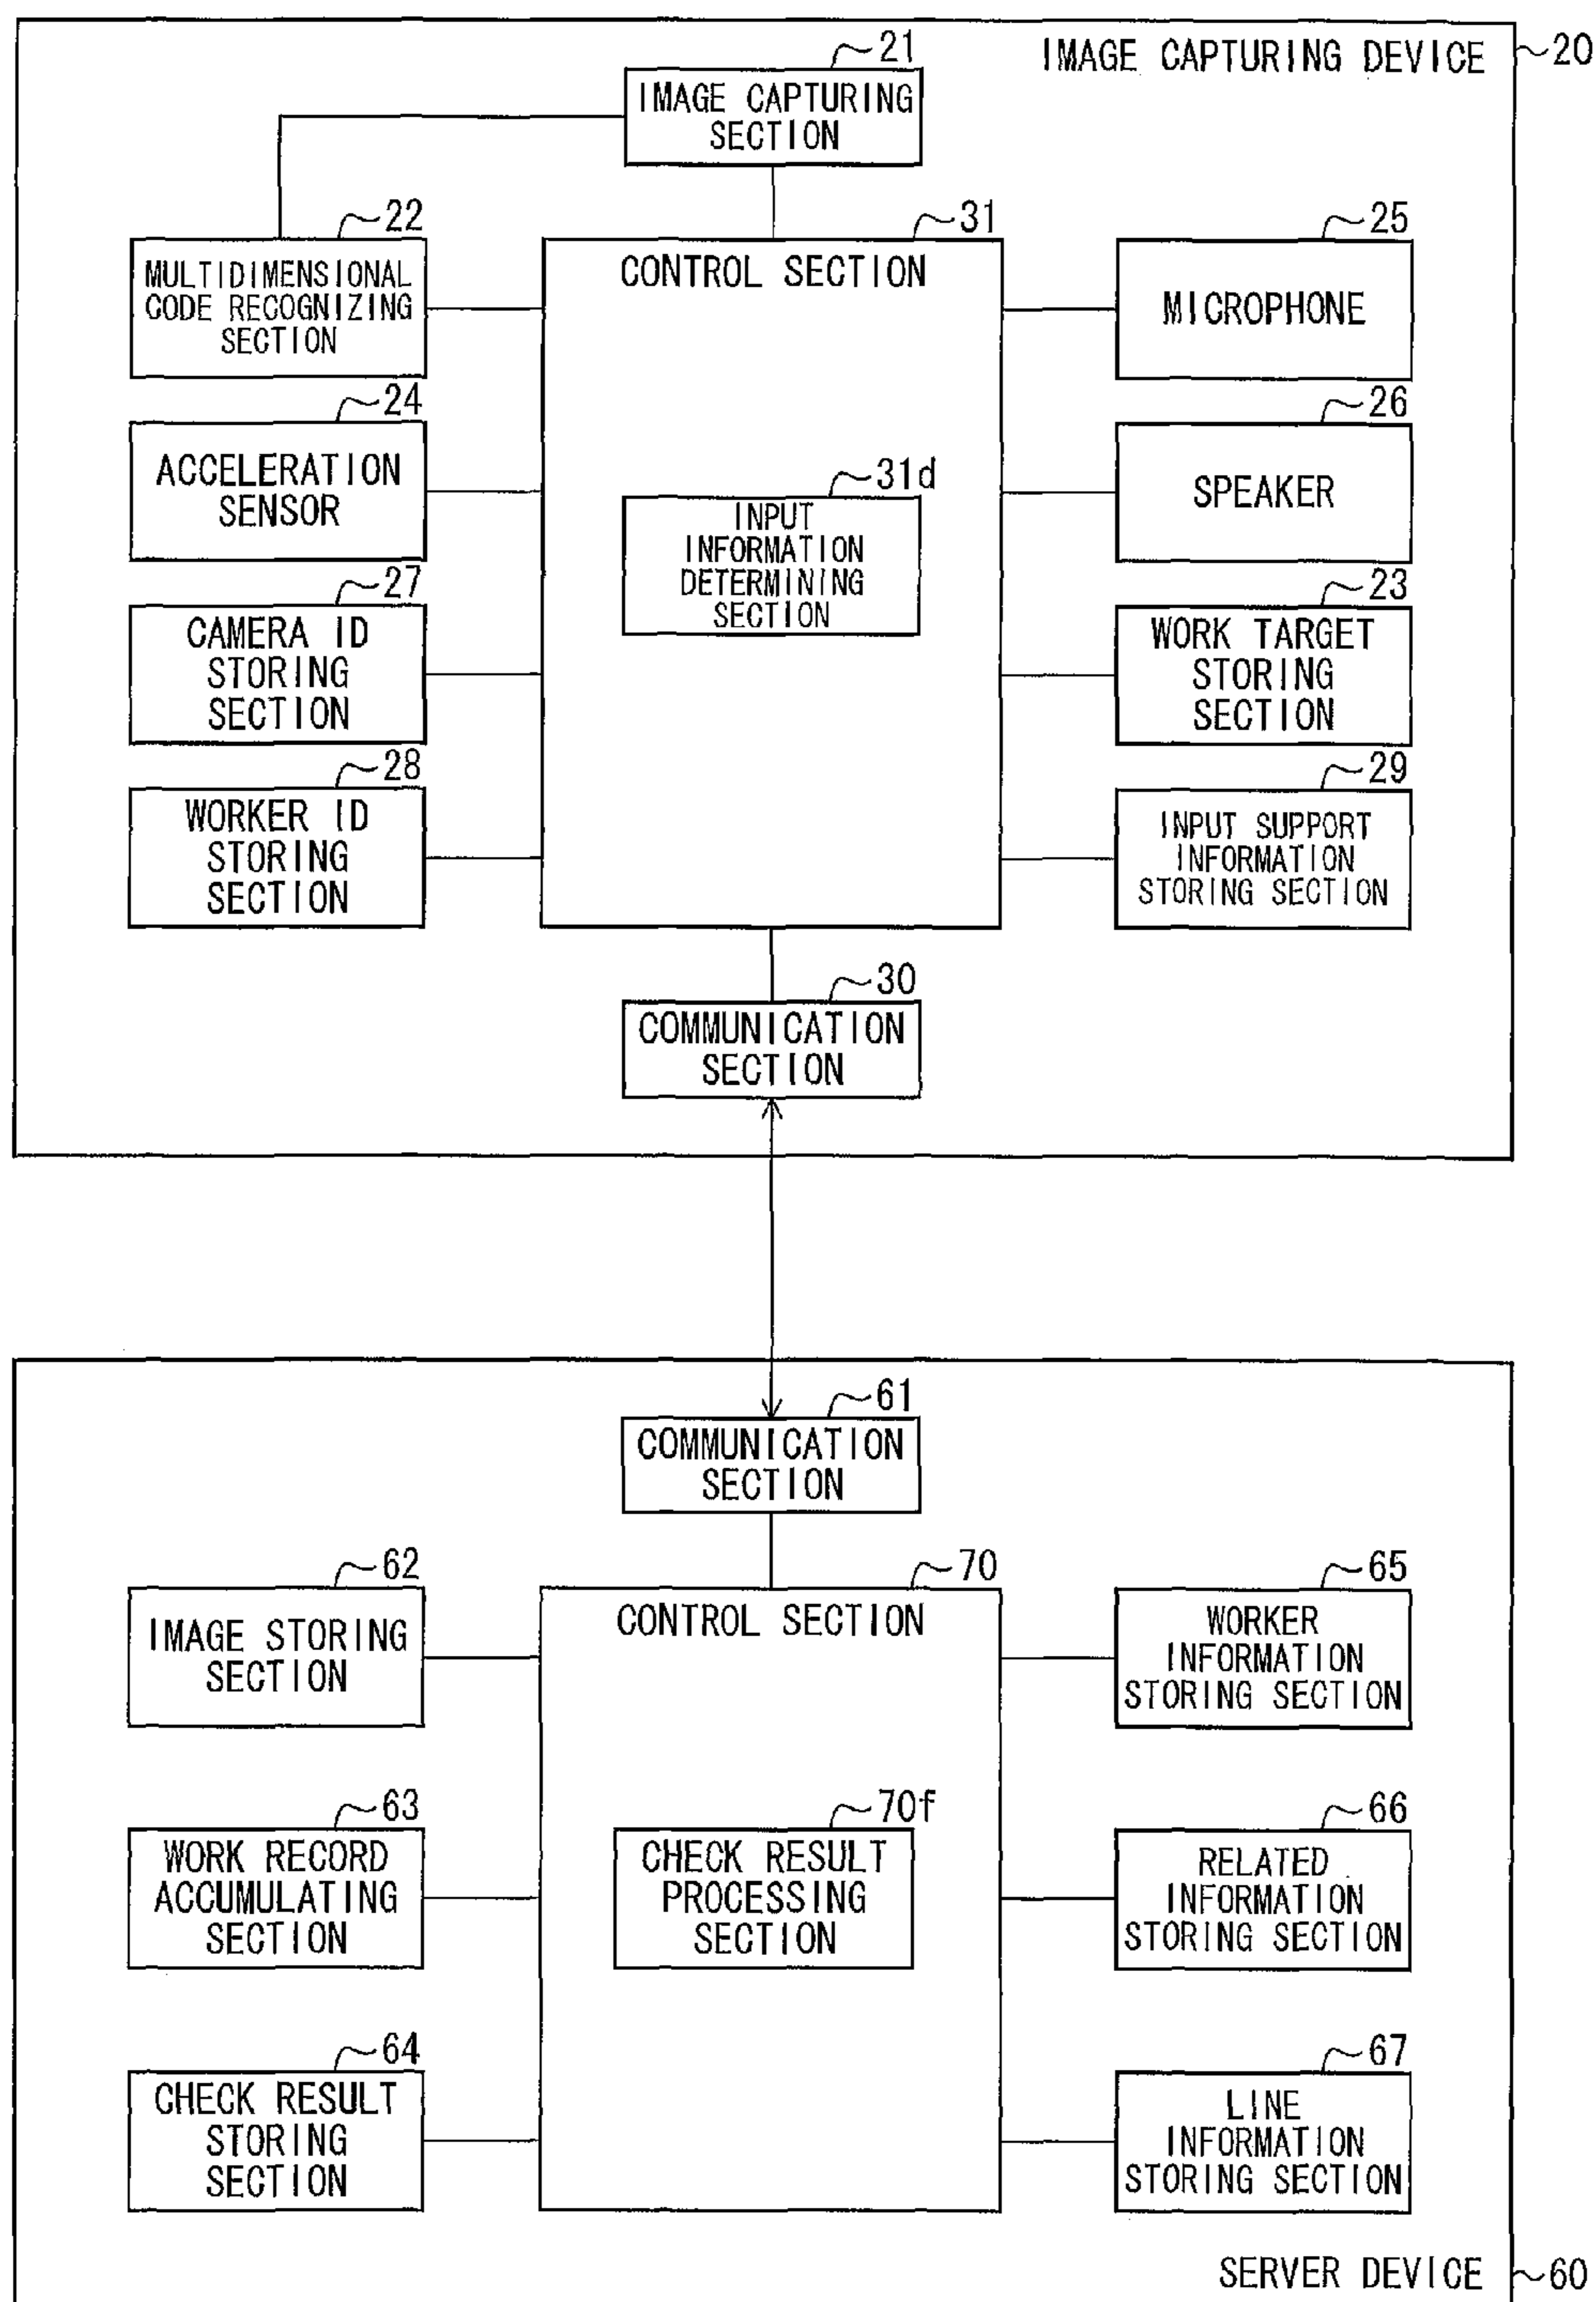 IMAGE CAPTURING DEVICE
20
21
IMAGE CAPTURING
SECTION
22
MULTIDIMENSIONAL
CODE RECOGNIZING
SECTION
31
CONTROL SECTION
25
MICROPHONE
24
ACCELERATION
SENSOR
31d
INPUT
INFORMATION
DETERMINING
SECTION
26
SPEAKER
27
CAMERA ID
STORING
SECTION
23
WORK TARGET
STORING
SECTION
28
WORKER ID
STORING
SECTION
29
INPUT SUPPORT
INFORMATION
STORING SECTION
30
COMMUNICATION
SECTION
61
COMMUNICATION
SECTION
62
IMAGE STORING
SECTION
70
CONTROL SECTION
65
WORKER
INFORMATION
STORING SECTION
63
WORK RECORD
ACCUMULATING
SECTION
70f
CHECK RESULT
PROCESSING
SECTION
66
RELATED
INFORMATION
STORING SECTION
64
CHECK RESULT
STORING
SECTION
67
LINE
INFORMATION
STORING SECTION
SERVER DEVICE
60